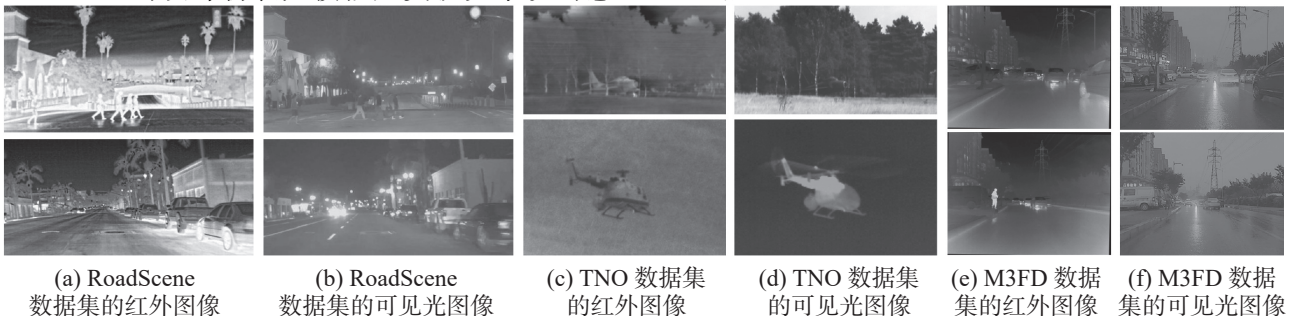 (a) RoadScene
数据集的红外图像
(b) RoadScene
数据集的可见光图像
(c) TNO 数据集
的红外图像
(d) TNO 数据集
的可见光图像
(e) M3FD 数据
集的红外图像
(f) M3FD 数据
集的可见光图像